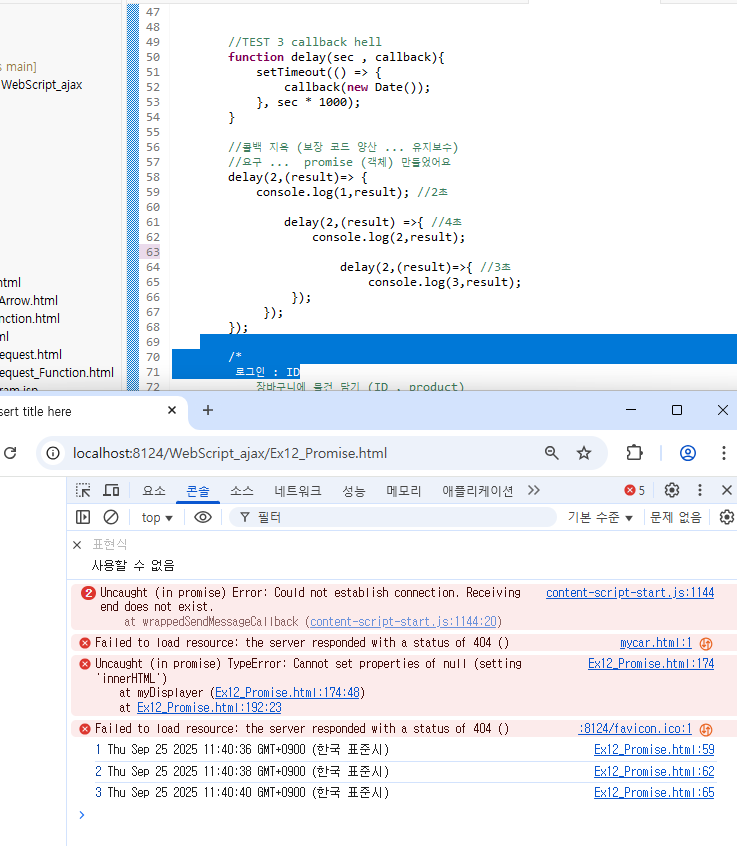 47
48
49 //TEST 3 callback hell
50 function delay(sec , callback){
51 setTimeout(() => {
52 callback(new Date());
53 }, sec * 1000);
54 }
55
56 //콜백 지옥 (보장 코드 양산 ... 유지보수)
57 //요구 ... promise (객체) 만들었어요
58 delay(2,(result)=> {
59 console.log(1,result); //2초
60
61 delay(2,(result) =>{ //4초
62 console.log(2,result);
63
64 delay(2,(result)=>{ //3초
65 console.log(3,result);
66 });
67 });
68 });
69
70 /*
71 로그인 : ID
72 장바구니에 물건 담기 (ID , product)
s main]
WebScript_ajax
html
Arrow.html
nction.html
ml
equest.html
equest_Function.html
ram.jsp
sert title here
localhost:8124/WebScript_ajax/Ex12_Promise.html
요소 콘솔 소스 네트워크 성능 메모리 애플리케이션 5
top 필터 기본 수준 문제 없음
표현식
사용할 수 없음
2 Uncaught (in promise) Error: Could not establish connection. Receiving content-script-start.js:1144
end does not exist.
at wrappedSendMessageCallback (content-script-start.js:1144:20)
Failed to load resource: the server responded with a status of 404 () mycar.html:1
Uncaught (in promise) TypeError: Cannot set properties of null (setting Ex12_Promise.html:174
'innerHTML')
at myDisplayer (Ex12_Promise.html:174:48)
at Ex12_Promise.html:192:23
Failed to load resource: the server responded with a status of 404 () :8124/favicon.ico:1
1 Thu Sep 25 2025 11:40:36 GMT+0900 (한국 표준시) Ex12_Promise.html:59
2 Thu Sep 25 2025 11:40:38 GMT+0900 (한국 표준시) Ex12_Promise.html:62
3 Thu Sep 25 2025 11:40:40 GMT+0900 (한국 표준시) Ex12_Promise.html:65